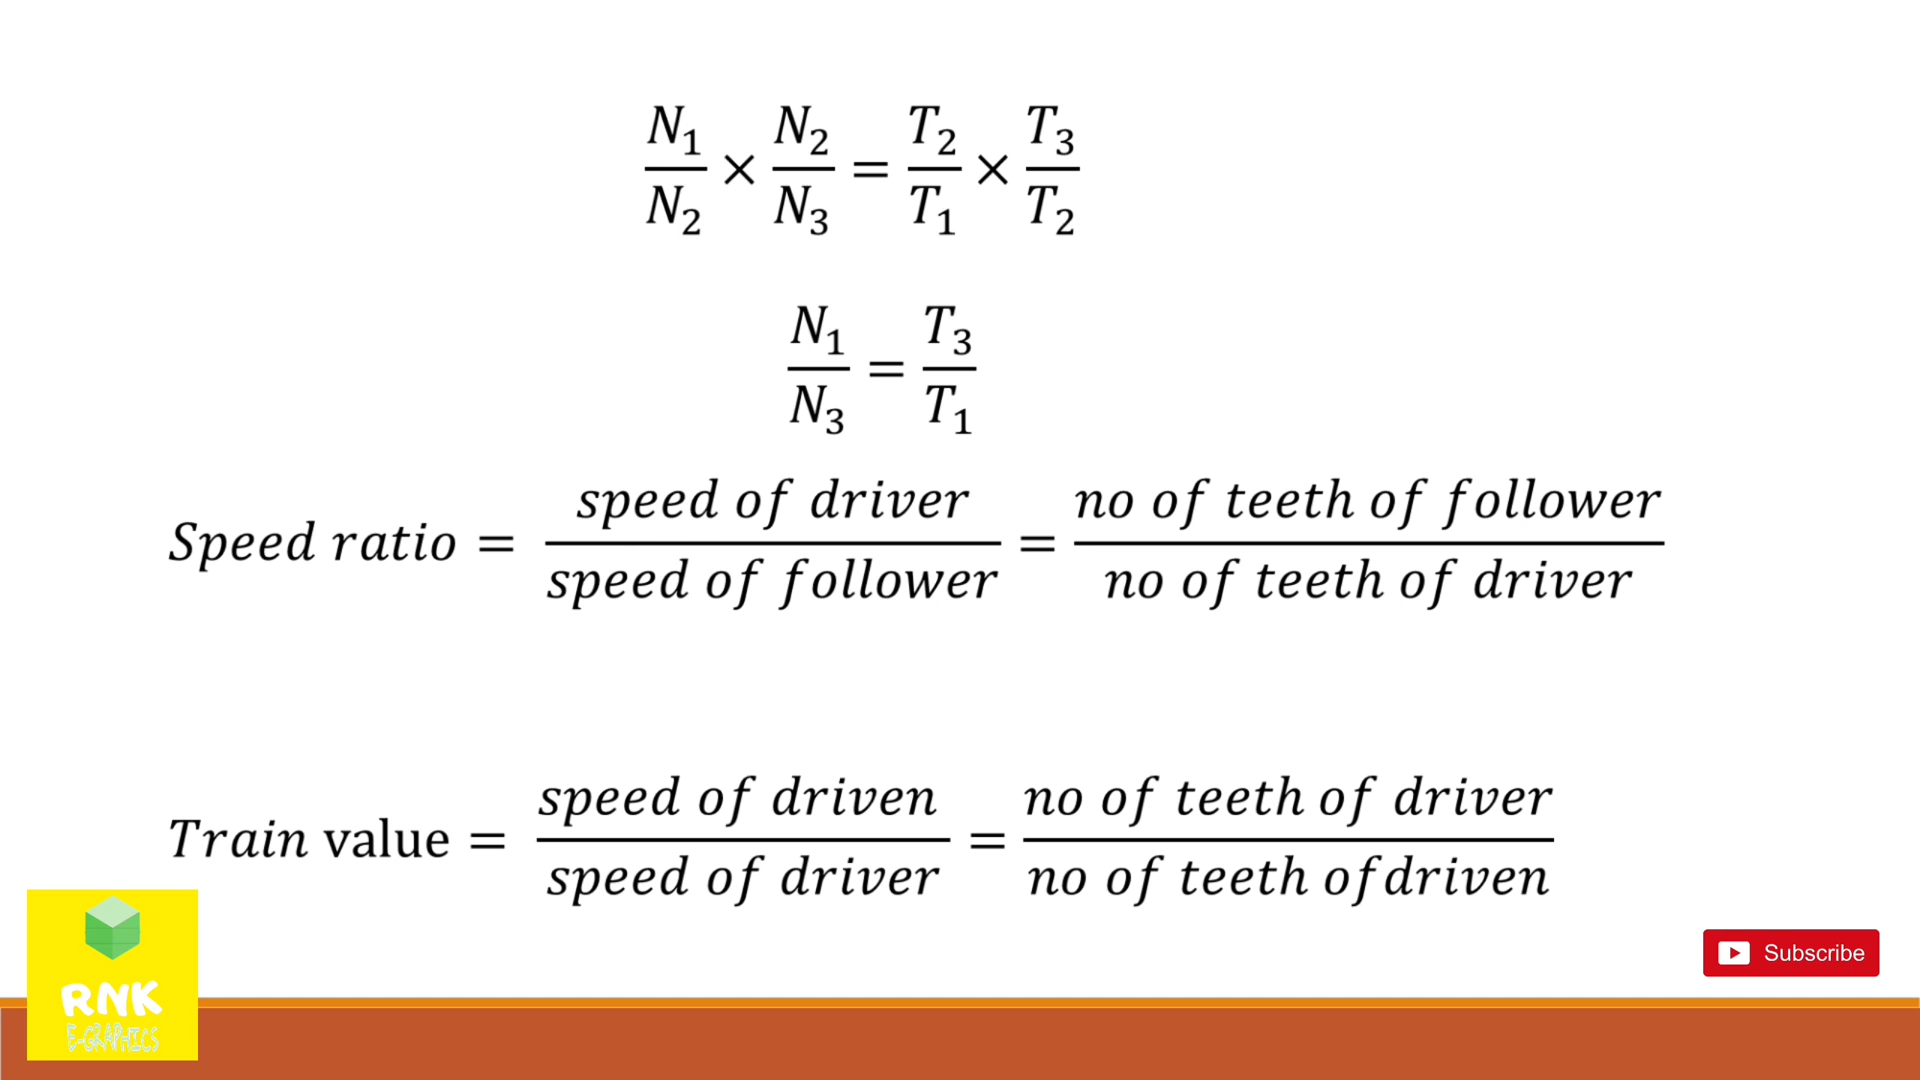 N₁/N₂ × N₂/N₃ = T₂/T₁ × T₃/T₂
N₁/N₃ = T₃/T₁
Speed ratio = speed of driver / speed of follower = no of teeth of follower / no of teeth of driver
Train value = speed of driven / speed of driver = no of teeth of driver / no of teeth ofdriven
RNK
E-GRAPHICS
Subscribe